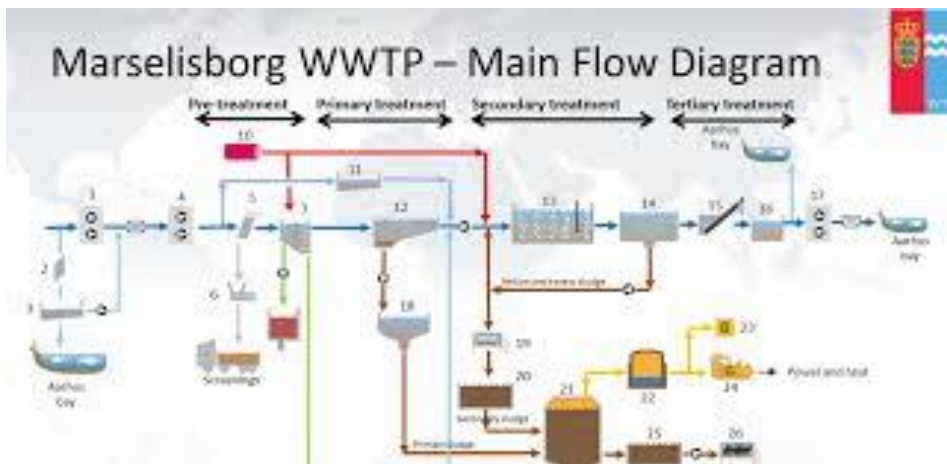 Marselisborg WWTP – Main Flow Diagram
Pre-treatment
Primary treatment
Secondary treatment
Tertiary treatment
Aarhus
Bay
10
11
1
4
5
7
12
13
14
15
16
17
2
3
6
Aarhus
bay
Aarhus
bay
Screenings
18
19
20
21
22
23
24
Power and heat
Secondary sludge
Primary sludge
25
26